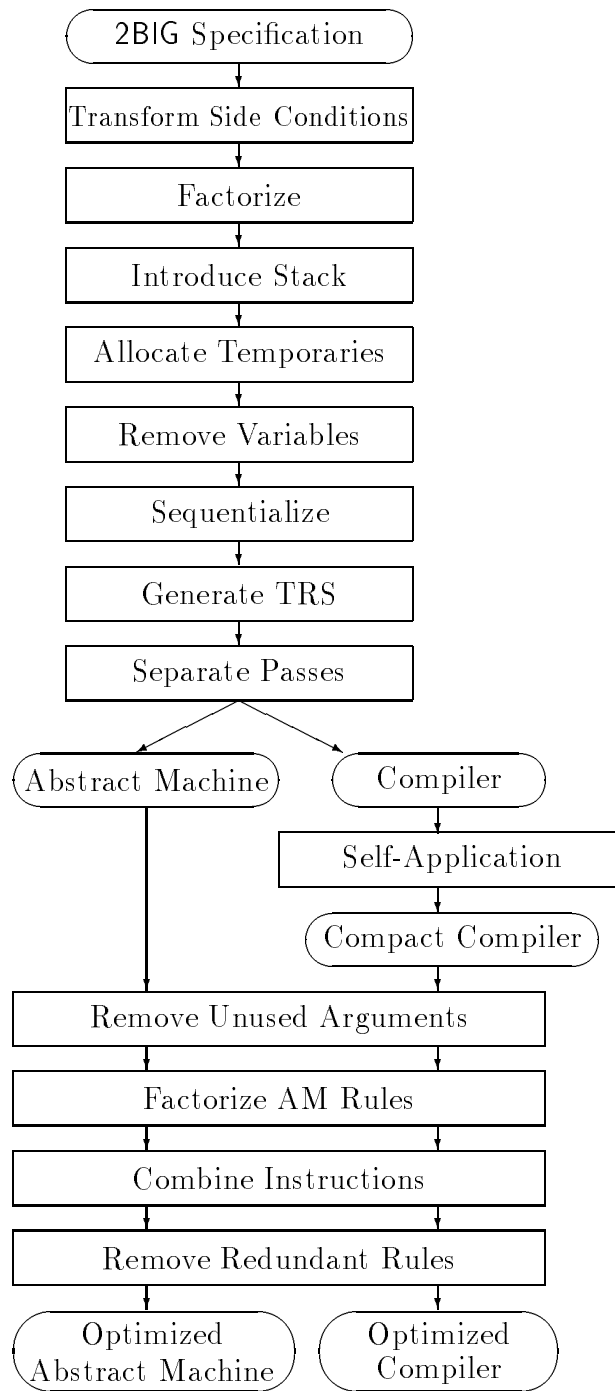 2BIG Specification
Transform Side Conditions
Factorize
Introduce Stack
Allocate Temporaries
Remove Variables
Sequentialize
Generate TRS
Separate Passes
Abstract Machine
Compiler
Self-Application
Compact Compiler
Remove Unused Arguments
Factorize AM Rules
Combine Instructions
Remove Redundant Rules
Optimized
Abstract Machine
Optimized
Compiler